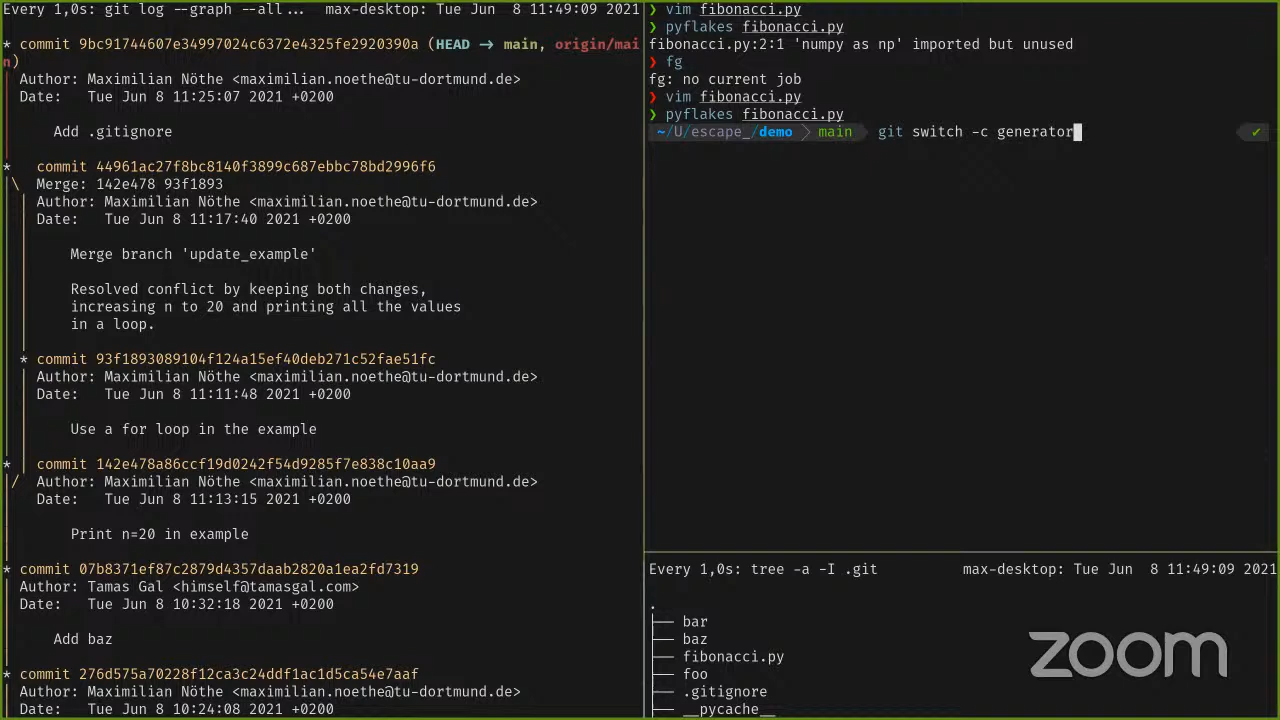 Every 1,0s: git log --graph --all... max-desktop: Tue Jun 8 11:49:09 2021
* commit 9bc91744607e34997024c6372e4325fe2920390a (HEAD → main, origin/mai
n)
Author: Maximilian Nöthe <maximilian.noethe@tu-dortmund.de>
Date: Tue Jun 8 11:25:07 2021 +0200
Add .gitignore
* commit 44961ac27f8bc8140f3899c687ebbc78bd2996f6
|\ Merge: 142e478 93f1893
| | Author: Maximilian Nöthe <maximilian.noethe@tu-dortmund.de>
| | Date: Tue Jun 8 11:17:40 2021 +0200
| | Merge branch 'update_example'
| | Resolved conflict by keeping both changes,
| | increasing n to 20 and printing all the values
| | in a loop.
| * commit 93f1893089104f124a15ef40deb271c52fae51fc
| | Author: Maximilian Nöthe <maximilian.noethe@tu-dortmund.de>
| | Date: Tue Jun 8 11:11:48 2021 +0200
| | Use a for loop in the example
* | commit 142e478a86ccf19d0242f54d9285f7e838c10aa9
|/ Author: Maximilian Nöthe <maximilian.noethe@tu-dortmund.de>
| Date: Tue Jun 8 11:13:15 2021 +0200
| Print n=20 in example
* commit 07b8371ef87c2879d4357daab2820a1ea2fd7319
| Author: Tamas Gal <himself@tamasgal.com>
| Date: Tue Jun 8 10:32:18 2021 +0200
| Add baz
* commit 276d575a70228f12ca3c24ddf1ac1d5ca54e7aaf
| Author: Maximilian Nöthe <maximilian.noethe@tu-dortmund.de>
| Date: Tue Jun 8 10:24:08 2021 +0200
❯ vim fibonacci.py
❯ pyflakes fibonacci.py
fibonacci.py:2:1 'numpy as np' imported but unused
❯ fg
fg: no current job
❯ vim fibonacci.py
❯ pyflakes fibonacci.py
~/U/escape_/demo > main git switch -c generator ✔
Every 1,0s: tree -a -I .git max-desktop: Tue Jun 8 11:49:09 2021
.
├── bar
├── baz
├── fibonacci.py
├── foo
├── .gitignore
├── __pycache__
zoom